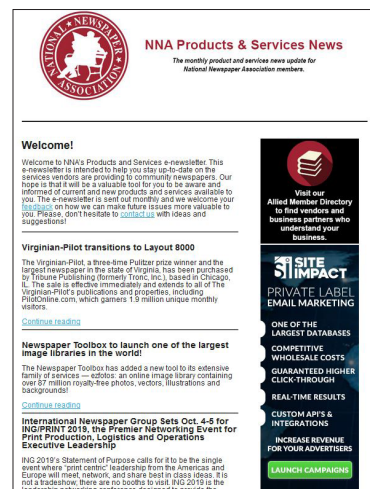 NATIONAL NEWSPAPER ASSOCIATION
NNA Products & Services News
The monthly product and services news update for
National Newspaper Association members.
Welcome!
Welcome to NNA's Products and Services e-newsletter. This
e-newsletter is intended to help you stay up-to-date on the
services vendors are providing to community newspapers. Our
hope is that it will be a valuable tool for you to be aware and
informed of current and new products and services available to
you. The e-newsletter is sent out monthly and we welcome your
feedback on how we can make future issues more valuable to
you. Please, don't hesitate to contact us with ideas and
suggestions!
Virginian-Pilot transitions to Layout 8000
The Virginian-Pilot, a three-time Pulitzer prize winner and the
largest newspaper in the state of Virginia, has been purchased
by Tribune Publishing (formerly Tronc, Inc.), based in Chicago,
IL. The sale is effective immediately and extends to all of The
Virginian-Pilot's publications and properties, including
PilotOnline.com, which garners 1.9 million unique monthly
visitors.
Continue reading
Newspaper Toolbox to launch one of the largest
image libraries in the world!
The Newspaper Toolbox has added a new tool to its extensive
family of services — ezfotos: an online image library containing
over 87 million royalty-free photos, vectors, illustrations and
backgrounds!
Continue reading
International Newspaper Group Sets Oct. 4-5 for
ING/PRINT 2019, the Premier Networking Event for
Print Production, Logistics and Operations
Executive Leadership
ING 2019's Statement of Purpose calls for it to be the single
event where "print centric" leadership from the Americas and
Europe will meet, network, and share best in class ideas. It is
not a tradeshow; there are no booths to visit. ING 2019 is the
leadership networking conference designed to provide the
Visit our
Allied Member Directory
to find vendors and
business partners who
understand your
business.
SITE
IMPACT
PRIVATE LABEL
EMAIL MARKETING
ONE OF THE
LARGEST DATABASES
COMPETITIVE
WHOLESALE COSTS
GUARANTEED HIGHER
CLICK-THROUGH
REAL-TIME RESULTS
CUSTOM API'S &
INTEGRATIONS
INCREASE REVENUE
FOR YOUR ADVERTISERS
LAUNCH CAMPAIGNS